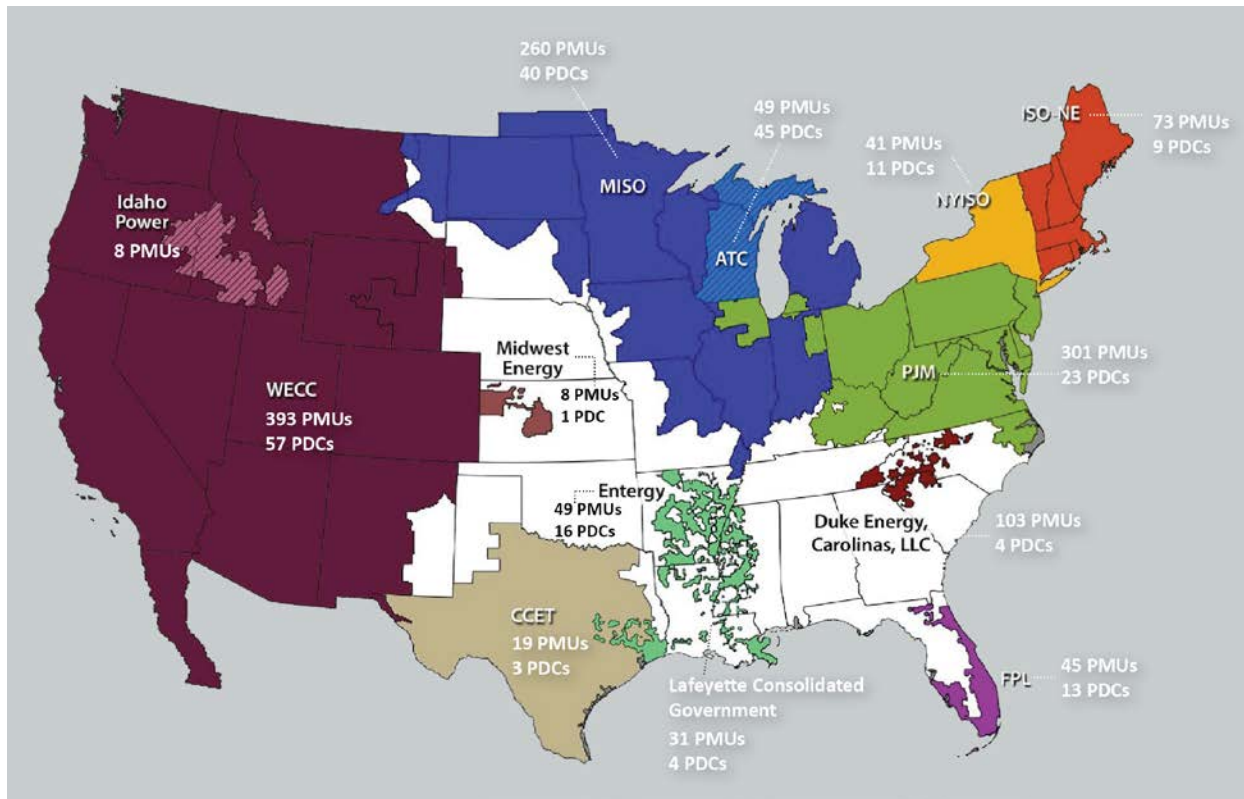 260 PMUs
40 PDCs
49 PMUs
45 PDCs
ISO-NE
73 PMUs
9 PDCs
41 PMUs
11 PDCs
NYISO
MISO
ATC
Idaho
Power
8 PMUs
Midwest
Energy
8 PMUs
1 PDC
PJM
301 PMUs
23 PDCs
WECC
393 PMUs
57 PDCs
Entergy
49 PMUs
16 PDCs
Duke Energy,
Carolinas, LLC
103 PMUs
4 PDCs
CCET
19 PMUs
3 PDCs
Lafeyette Consolidated
Government
31 PMUs
4 PDCs
FPL
45 PMUs
13 PDCs